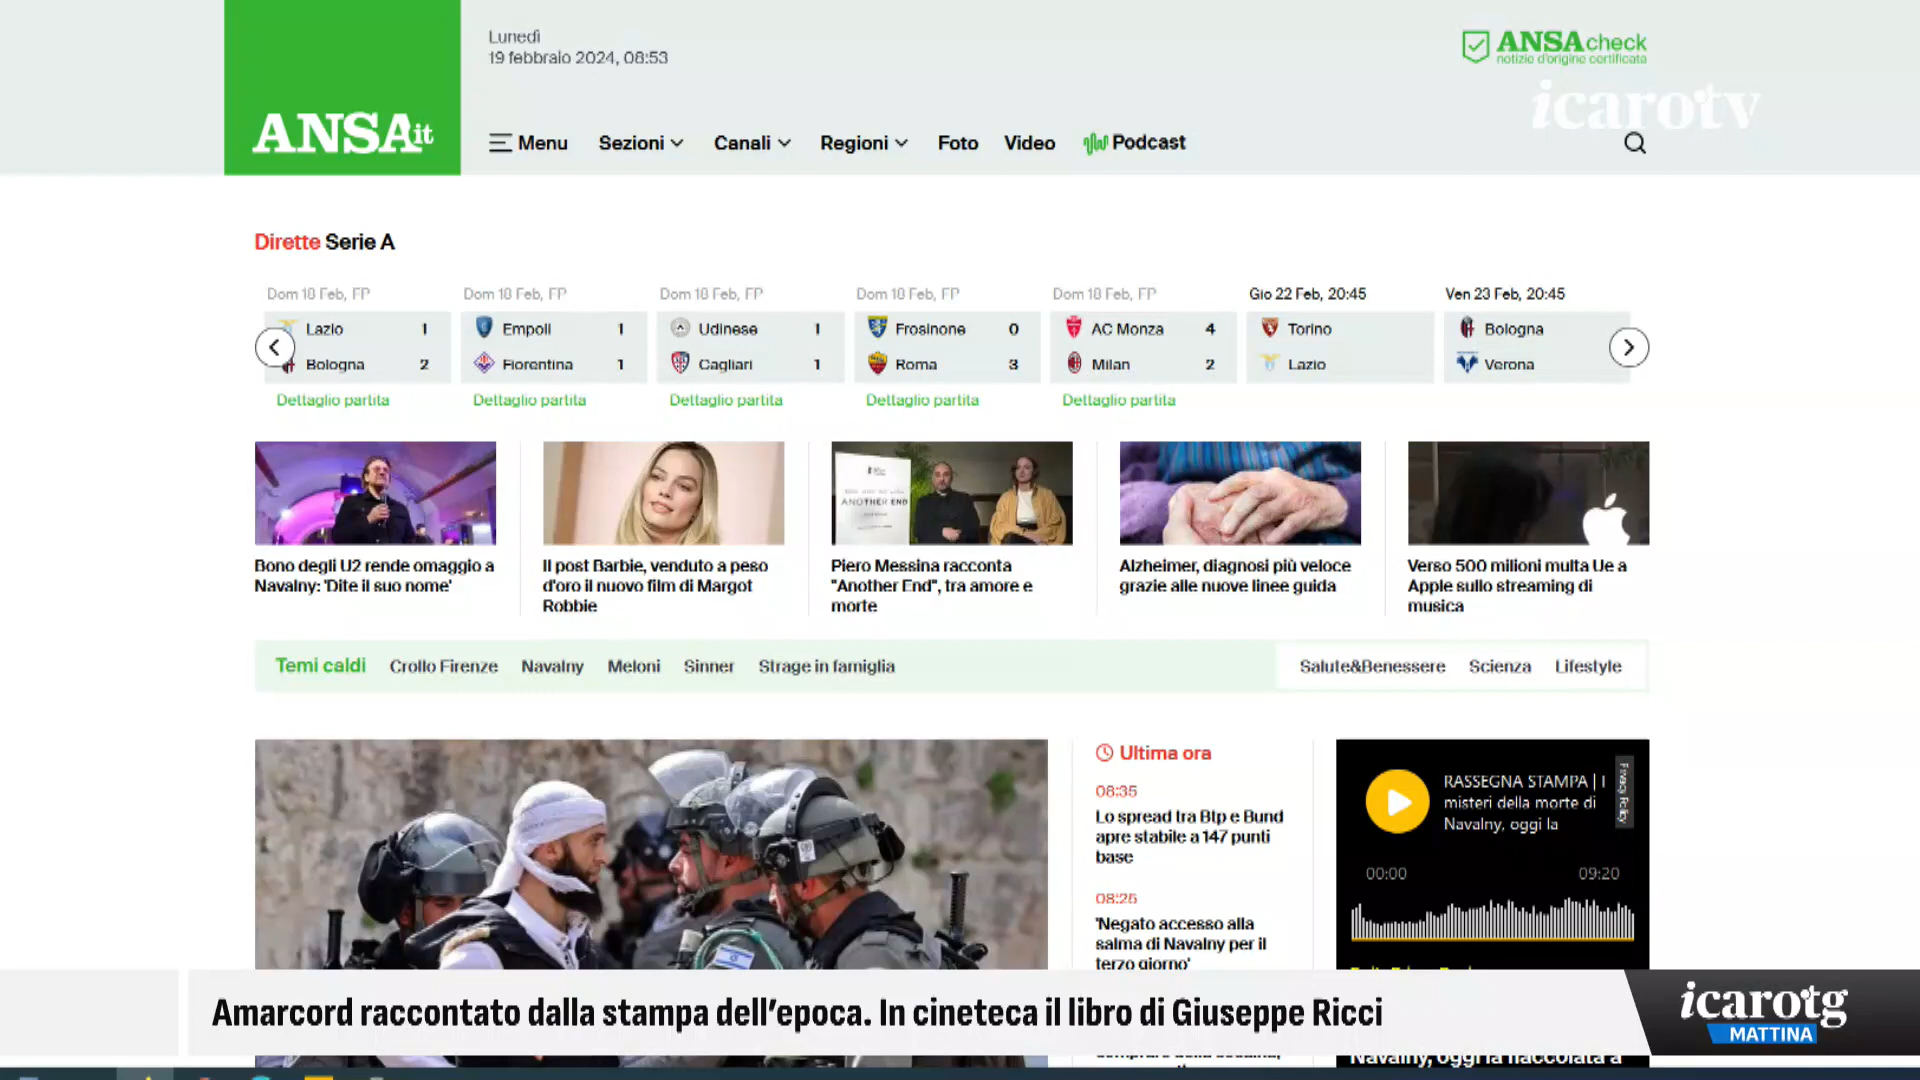 Lunedì
19 febbraio 2024, 08:53
ANSAcheck
notizie d'origine certificata
icarotv
ANSAit
Menu Sezioni Canali Regioni Foto Video Podcast
Dirette Serie A
Dom 18 Feb, FP
Lazio 1
Bologna 2
Dettaglio partita
Dom 18 Feb, FP
Empoli 1
Fiorentina 1
Dettaglio partita
Dom 18 Feb, FP
Udinese 1
Cagliari 1
Dettaglio partita
Dom 18 Feb, FP
Frosinone 0
Roma 3
Dettaglio partita
Dom 18 Feb, FP
AC Monza 4
Milan 2
Dettaglio partita
Gio 22 Feb, 20:45
Torino
Lazio
Ven 23 Feb, 20:45
Bologna
Verona
Bono degli U2 rende omaggio a
Navalny: 'Dite il suo nome'
Il post Barbie, venduto a peso
d'oro il nuovo film di Margot
Robbie
ANOTHER END
Piero Messina racconta
"Another End", tra amore e
morte
Alzheimer, diagnosi più veloce
grazie alle nuove linee guida
Verso 500 milioni multa Ue a
Apple sullo streaming di
musica
Temi caldi Crollo Firenze Navalny Meloni Sinner Strage in famiglia
Salute&Benessere Scienza Lifestyle
Ultima ora
08:35
Lo spread tra Btp e Bund
apre stabile a 147 punti
base
08:25
'Negato accesso alla
salma di Navalny per il
terzo giorno'
RASSEGNA STAMPA | I
misteri della morte di
Navalny, oggi la
Privacy Policy
00:00 09:20
Navalny, oggi la fiaccolata a
Amarcord raccontato dalla stampa dell'epoca. In cineteca il libro di Giuseppe Ricci
icarotg
MATTINA